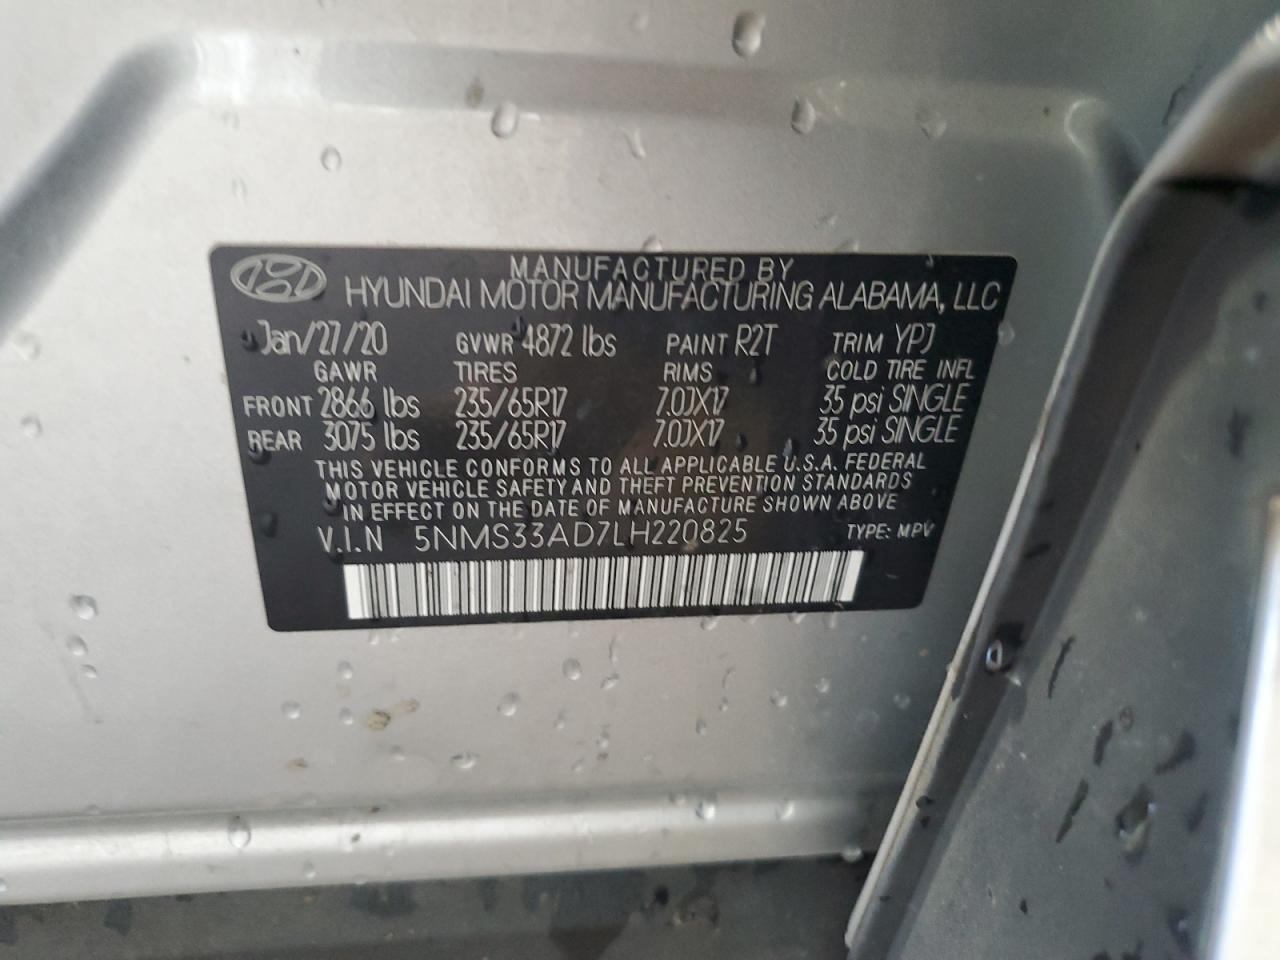 MANUFACTURED BY
HYUNDAI MOTOR MANUFACTURING ALABAMA, LLC
Jan/27/20 GVWR 4872 lbs PAINT R2T TRIM YPJ
GAWR TIRES RIMS COLD TIRE INFL
FRONT 2866 lbs 235/65R17 7.0JX17 35 psi SINGLE
REAR 3075 lbs 235/65R17 7.0JX17 35 psi SINGLE
THIS VEHICLE CONFORMS TO ALL APPLICABLE U.S.A. FEDERAL
MOTOR VEHICLE SAFETY AND THEFT PREVENTION STANDARDS
IN EFFECT ON THE DATE OF MANUFACTURE SHOWN ABOVE
V.I.N 5NMS33AD7LH220825 TYPE: MPV